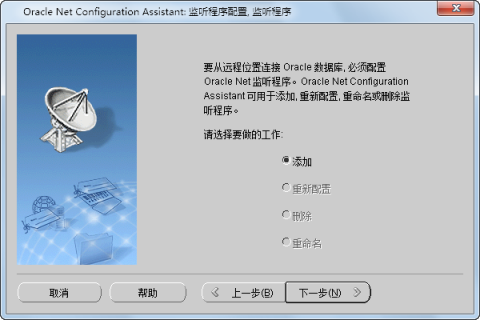 Oracle Net Configuration Assistant: 监听程序配置, 监听程序
要从远程位置连接 Oracle 数据库, 必须配置
Oracle Net 监听程序。Oracle Net Configuration
Assistant 可用于添加, 重新配置, 重命名或删除监
听程序。
请选择要做的工作:
添加
重新配置
删除
重命名
取消
帮助
上一步(B)
下一步(N)